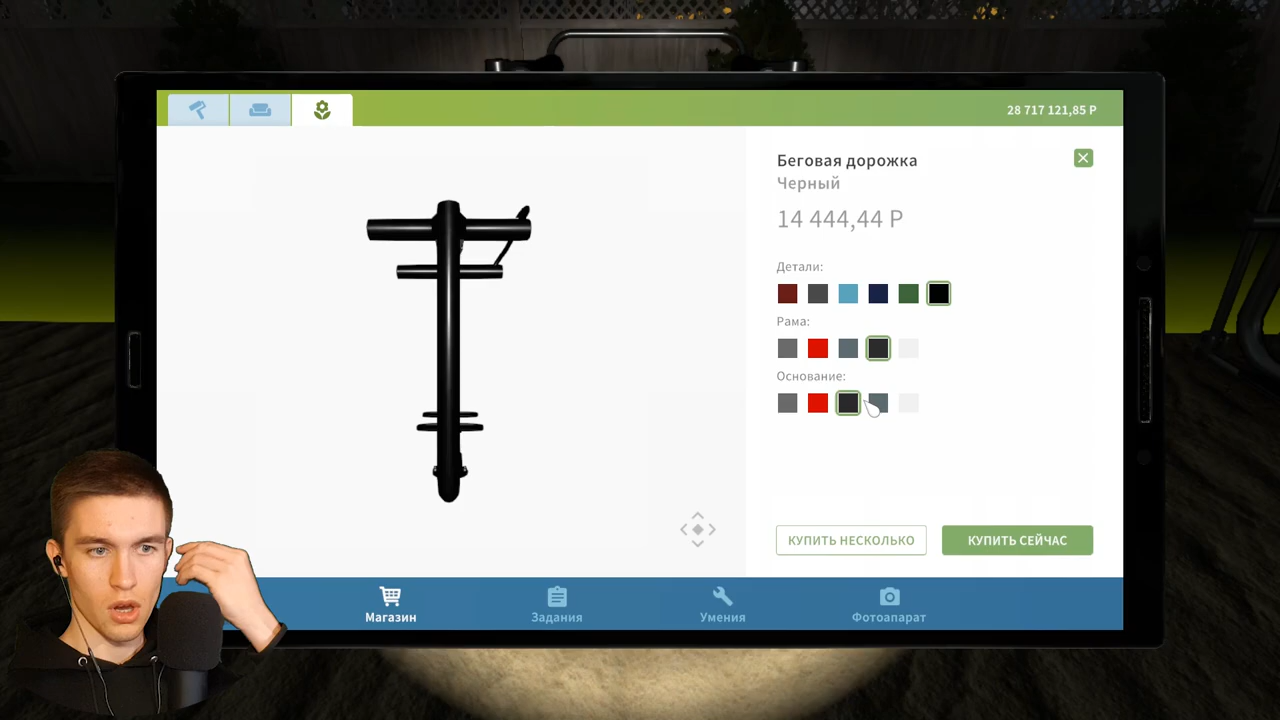 28 717 121,85 Р
Беговая дорожка
Черный
14 444,44 Р
Детали:
Рама:
Основание:
КУПИТЬ НЕСКОЛЬКО
КУПИТЬ СЕЙЧАС
Магазин
Задания
Умения
Фотоапарат